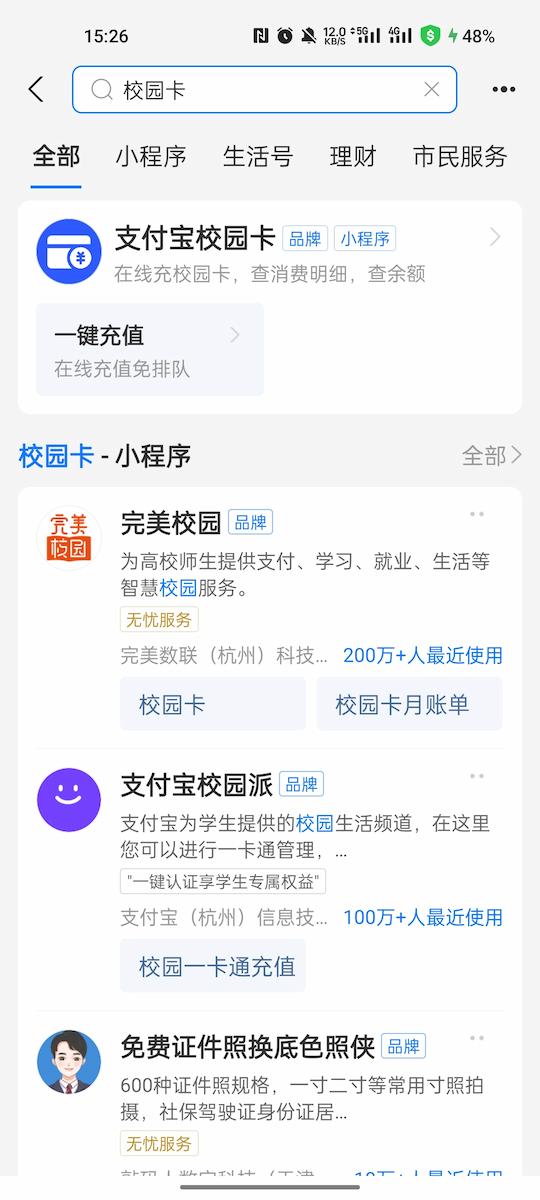 15:26
12.0 KB/S 5G 4G 48%
校园卡
全部 小程序 生活号 理财 市民服务
支付宝校园卡 品牌 小程序
在线充校园卡，查消费明细，查余额
一键充值
在线充值免排队
校园卡 - 小程序 全部
完美校园
完美校园 品牌
为高校师生提供支付、学习、就业、生活等
智慧校园服务。
无忧服务
完美数联（杭州）科技... 200万+人最近使用
校园卡 校园卡月账单
支付宝校园派 品牌
支付宝为学生提供的校园生活频道，在这里
您可以进行一卡通管理，...
"一键认证享学生专属权益"
支付宝（杭州）信息技... 100万+人最近使用
校园一卡通充值
免费证件照换底色照侠 品牌
600种证件照规格，一寸二寸等常用寸照拍
摄，社保驾驶证身份证居...
无忧服务